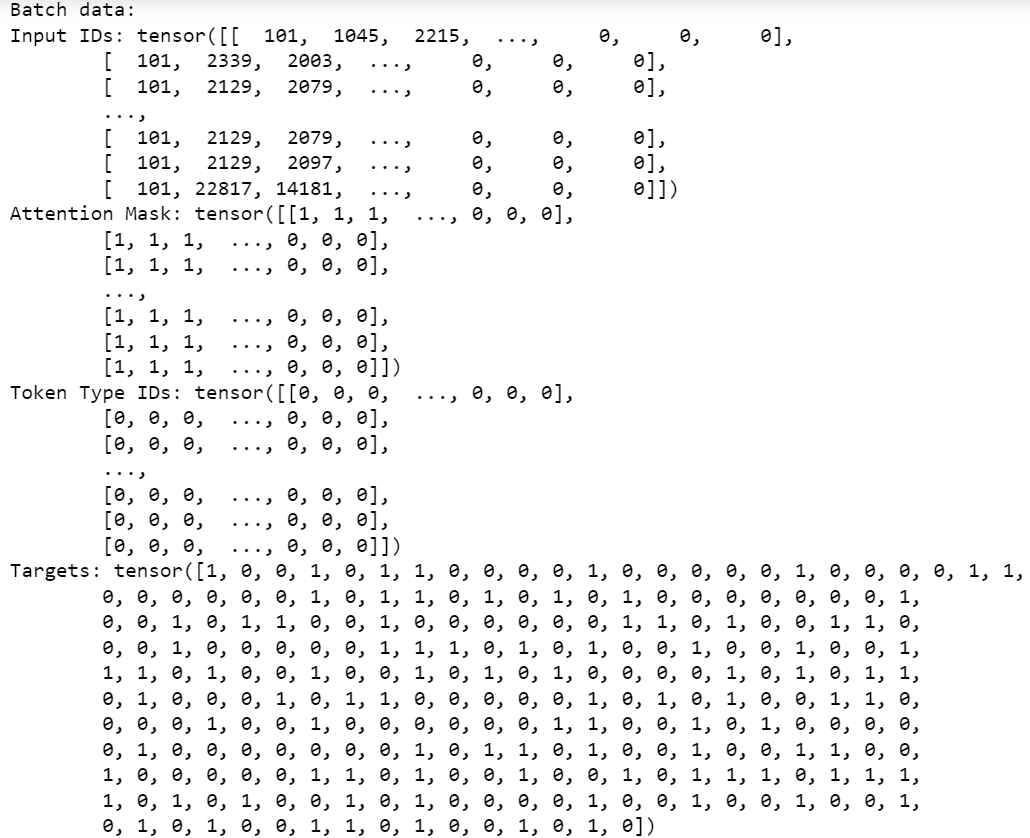 Batch data:
Input IDs: tensor([[  101,  1045,  2215,  ...,     0,     0,     0],
        [  101,  2339,  2003,  ...,     0,     0,     0],
        [  101,  2129,  2079,  ...,     0,     0,     0],
        ...,
        [  101,  2129,  2079,  ...,     0,     0,     0],
        [  101,  2129,  2097,  ...,     0,     0,     0],
        [  101, 22817, 14181,  ...,     0,     0,     0]])
Attention Mask: tensor([[1, 1, 1,  ..., 0, 0, 0],
        [1, 1, 1,  ..., 0, 0, 0],
        [1, 1, 1,  ..., 0, 0, 0],
        ...,
        [1, 1, 1,  ..., 0, 0, 0],
        [1, 1, 1,  ..., 0, 0, 0],
        [1, 1, 1,  ..., 0, 0, 0]])
Token Type IDs: tensor([[0, 0, 0,  ..., 0, 0, 0],
        [0, 0, 0,  ..., 0, 0, 0],
        [0, 0, 0,  ..., 0, 0, 0],
        ...,
        [0, 0, 0,  ..., 0, 0, 0],
        [0, 0, 0,  ..., 0, 0, 0],
        [0, 0, 0,  ..., 0, 0, 0]])
Targets: tensor([1, 0, 0, 1, 0, 1, 1, 0, 0, 0, 0, 1, 0, 0, 0, 0, 0, 1, 0, 0, 0, 0, 1, 1,
        0, 0, 0, 0, 0, 0, 1, 0, 1, 1, 0, 1, 0, 1, 0, 1, 0, 0, 0, 0, 0, 0, 0, 1,
        0, 0, 1, 0, 1, 1, 0, 0, 1, 0, 0, 0, 0, 0, 0, 1, 1, 0, 1, 0, 0, 1, 1, 0,
        0, 0, 1, 0, 0, 0, 0, 0, 1, 1, 1, 0, 1, 0, 1, 0, 0, 1, 0, 0, 1, 0, 0, 1,
        1, 1, 0, 1, 0, 0, 1, 0, 0, 1, 0, 1, 0, 1, 0, 0, 0, 0, 1, 0, 1, 0, 1, 1,
        0, 1, 0, 0, 0, 1, 0, 1, 1, 0, 0, 0, 0, 0, 1, 0, 1, 0, 1, 0, 0, 1, 1, 0,
        0, 0, 0, 1, 0, 0, 1, 0, 0, 0, 0, 0, 0, 1, 1, 0, 0, 1, 0, 1, 0, 0, 0, 0,
        0, 1, 0, 0, 0, 0, 0, 0, 0, 1, 0, 1, 1, 0, 1, 0, 0, 1, 0, 0, 1, 1, 0, 0,
        1, 0, 0, 0, 0, 0, 1, 1, 0, 1, 0, 0, 1, 0, 0, 1, 0, 1, 1, 1, 0, 1, 1, 1,
        1, 0, 1, 0, 1, 0, 0, 1, 0, 1, 0, 0, 0, 0, 1, 0, 0, 1, 0, 0, 1, 0, 0, 1,
        0, 1, 0, 1, 0, 0, 1, 1, 0, 1, 0, 0, 1, 0, 1, 0])